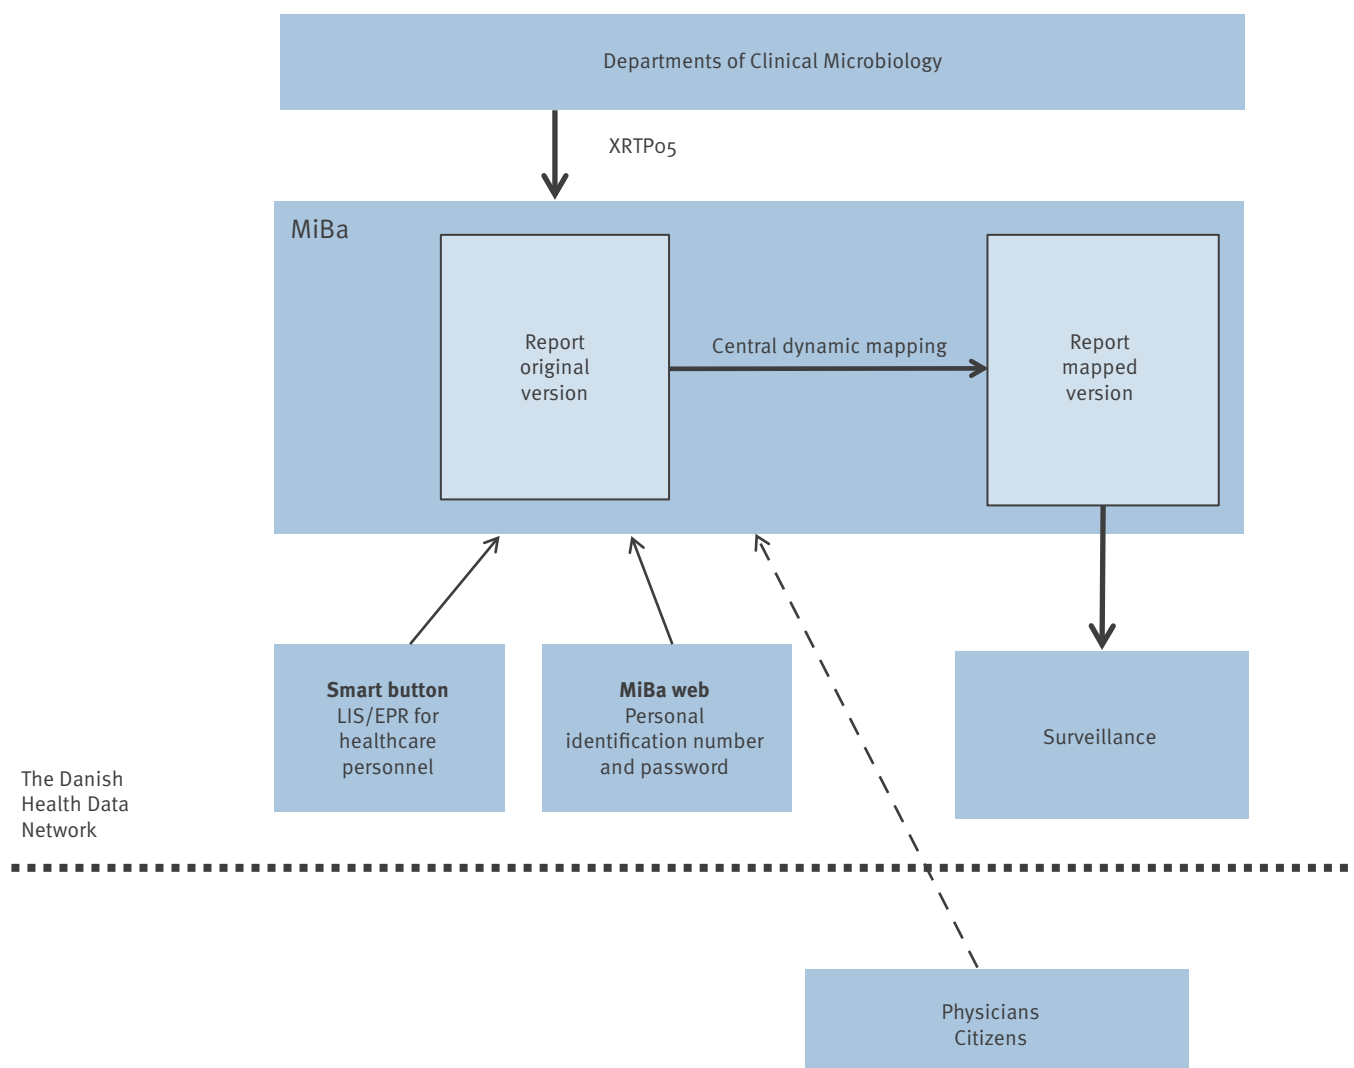 Departments of Clinical Microbiology
XRTP05
MiBa
Report
original
version
Central dynamic mapping
Report
mapped
version
Smart button
LIS/EPR for
healthcare
personnel
MiBa web
Personal
identification number
and password
Surveillance
The Danish
Health Data
Network
Physicians
Citizens